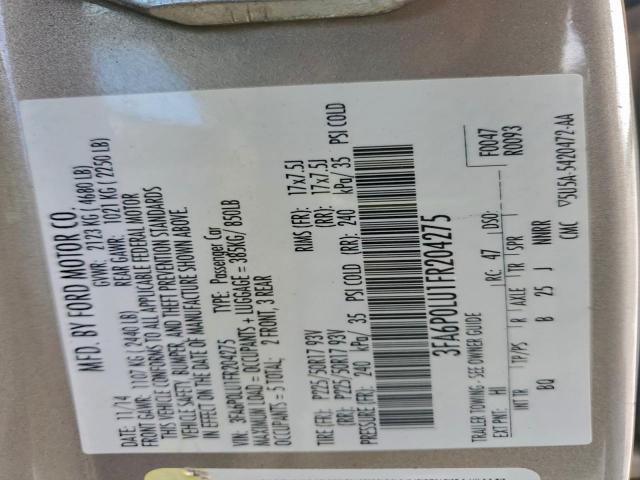 MFD. BY FORD MOTOR CO.
DATE: 11/14 GVWR: 2123 KG (4680 LB)
FRONT GAWR: 1107 KG (2440 LB) REAR GAWR: 1021 KG (2250 LB)
THIS VEHICLE CONFORMS TO ALL APPLICABLE FEDERAL MOTOR
VEHICLE SAFETY, BUMPER, AND THEFT PREVENTION STANDARDS
IN EFFECT ON THE DATE OF MANUFACTURE SHOWN ABOVE.
VIN: 3FA6P0LU1FR204275 TYPE: Passenger Car
MAXIMUM LOAD = OCCUPANTS + LUGGAGE = 385KG / 850LB
OCCUPANTS = 5 TOTAL; 2 FRONT, 3 REAR
TIRE (FR): P225/50R17 93V RIMS (FR): 17x7.5J
(RR): P225/50R17 93V (RR): 17x7.5J
PRESSURE (FR): 240 kPa/ 35 PSI COLD (RR): 240 kPa/ 35 PSI COLD
3FA6P0LU1FR204275
TRAILER TOWING - SEE OWNER GUIDE F0047
EXT PNT: HI RC: 47 DSO: R0093
INT TR TP/PS R AXLE TR SPR
BQ B 25 J NNRR
CMC 5U5A-5420472-AA